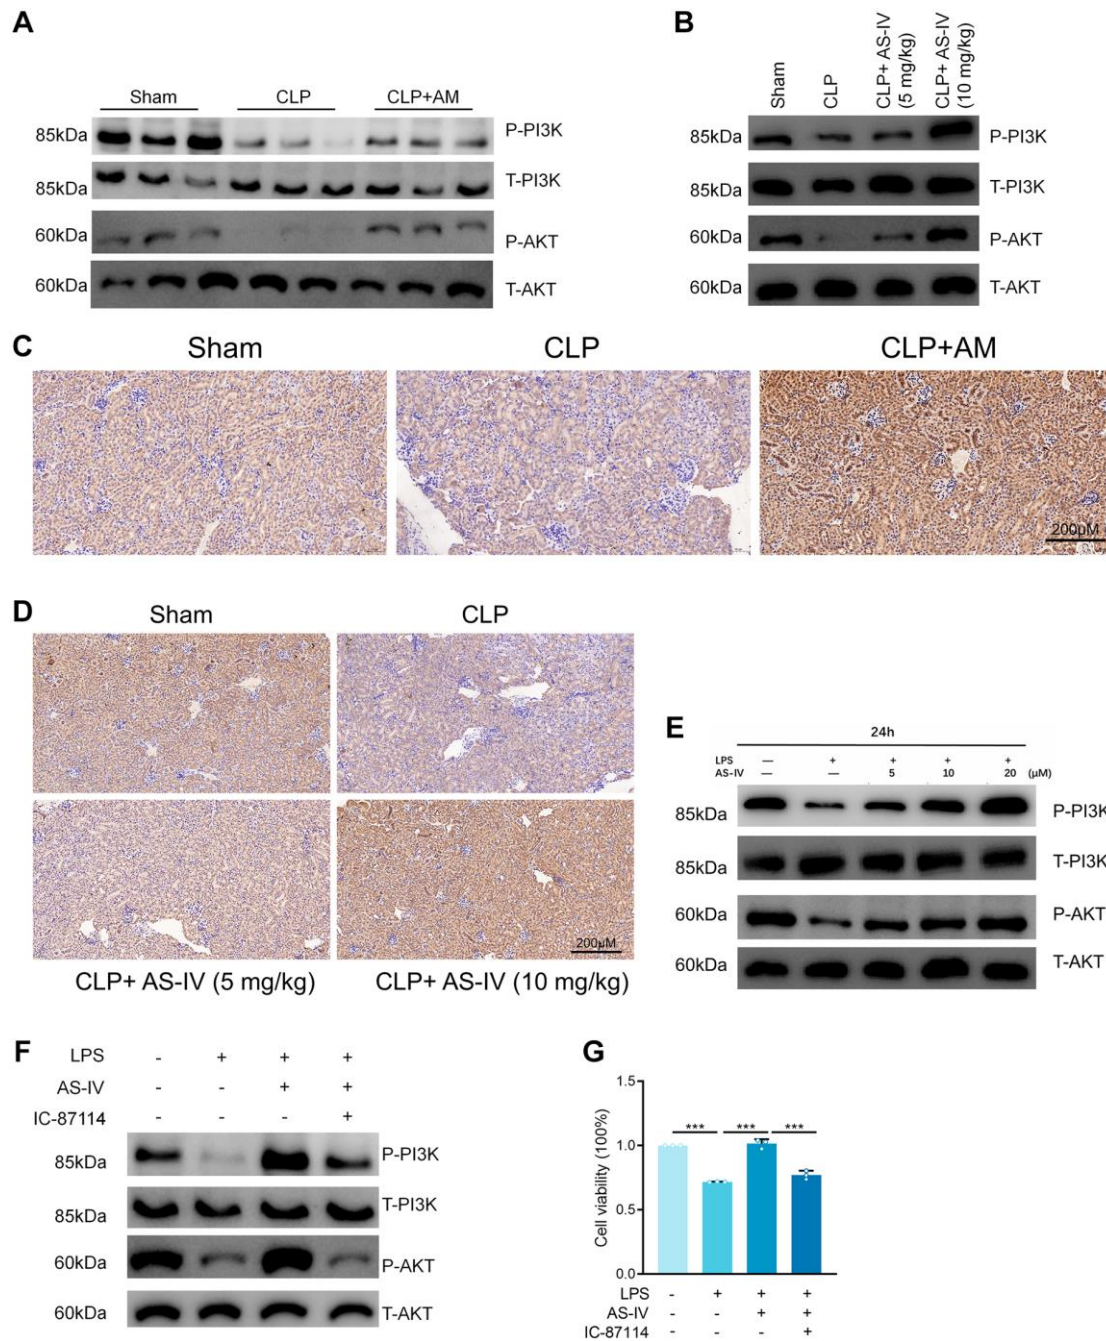 A
Sham CLP CLP+AM
85kDa P-PI3K
85kDa T-PI3K
60kDa P-AKT
60kDa T-AKT
B
Sham
CLP
CLP+ AS-IV
(5 mg/kg)
CLP+ AS-IV
(10 mg/kg)
85kDa P-PI3K
85kDa T-PI3K
60kDa P-AKT
60kDa T-AKT
C
Sham CLP CLP+AM
200μM
D
Sham CLP
200μM
CLP+ AS-IV (5 mg/kg) CLP+ AS-IV (10 mg/kg)
E
24h
LPS — + + + +
AS-IV — — 5 10 20 (μM)
85kDa P-PI3K
85kDa T-PI3K
60kDa P-AKT
60kDa T-AKT
F
LPS - + + +
AS-IV - - + +
IC-87114 - - - +
85kDa P-PI3K
85kDa T-PI3K
60kDa P-AKT
60kDa T-AKT
G
Cell viability (100%)
1.5
1.0
0.5
0.0
*** *** ***
LPS - + + +
AS-IV - - + +
IC-87114 - - - +